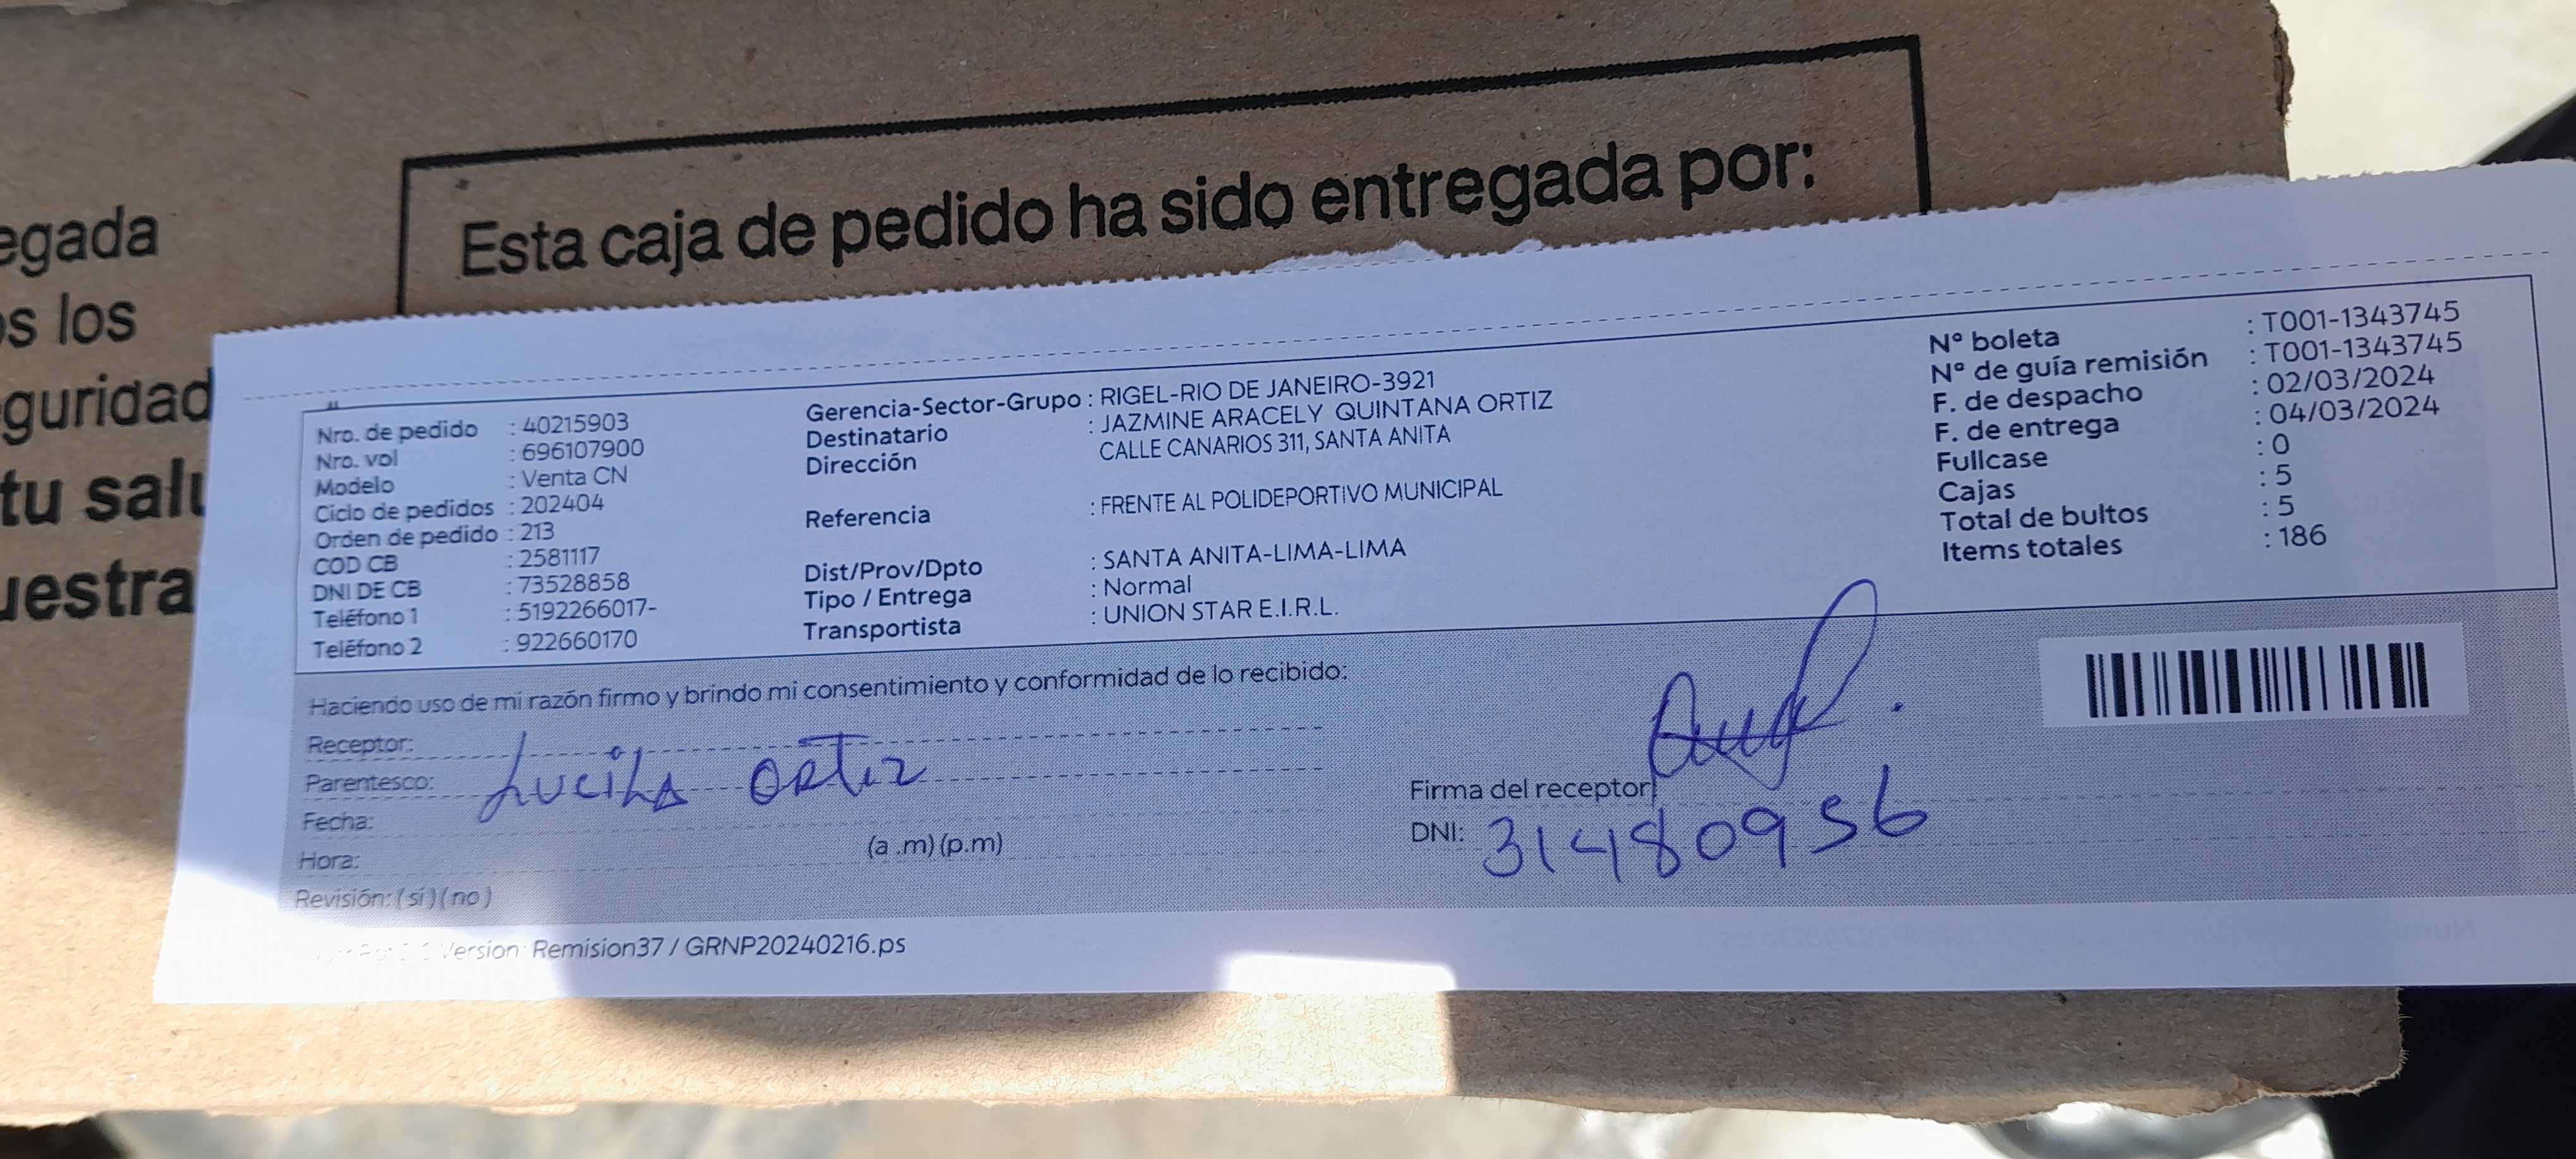 egada
os los
guridad
tu salu
uestra
Esta caja de pedido ha sido entregada por:
Nro. de pedido : 40215903
Nro. vol : 696107900
Modelo : Venta CN
Ciclo de pedidos : 202404
Orden de pedido : 213
COD CB : 2581117
DNI DE CB : 73528858
Teléfono 1 : 5192266017-
Teléfono 2 : 922660170
Gerencia-Sector-Grupo : RIGEL-RIO DE JANEIRO-3921
Destinatario : JAZMINE ARACELY QUINTANA ORTIZ
Dirección CALLE CANARIOS 311, SANTA ANITA
Referencia : FRENTE AL POLIDEPORTIVO MUNICIPAL
Dist/Prov/Dpto : SANTA ANITA-LIMA-LIMA
Tipo / Entrega : Normal
Transportista : UNION STAR E.I.R.L.
N° boleta : T001-1343745
N° de guía remisión : T001-1343745
F. de despacho : 02/03/2024
F. de entrega : 04/03/2024
Fullcase : 0
Cajas : 5
Total de bultos : 5
Items totales : 186
Haciendo uso de mi razón firmo y brindo mi consentimiento y conformidad de lo recibido:
Receptor:
Parentesco: Lucila ORTIZ
Fecha:
Hora: (a .m) (p.m)
Revisión: (si) (no)
Firma del receptor
DNI: 31480956
Version: Remision37 / GRNP20240216.ps